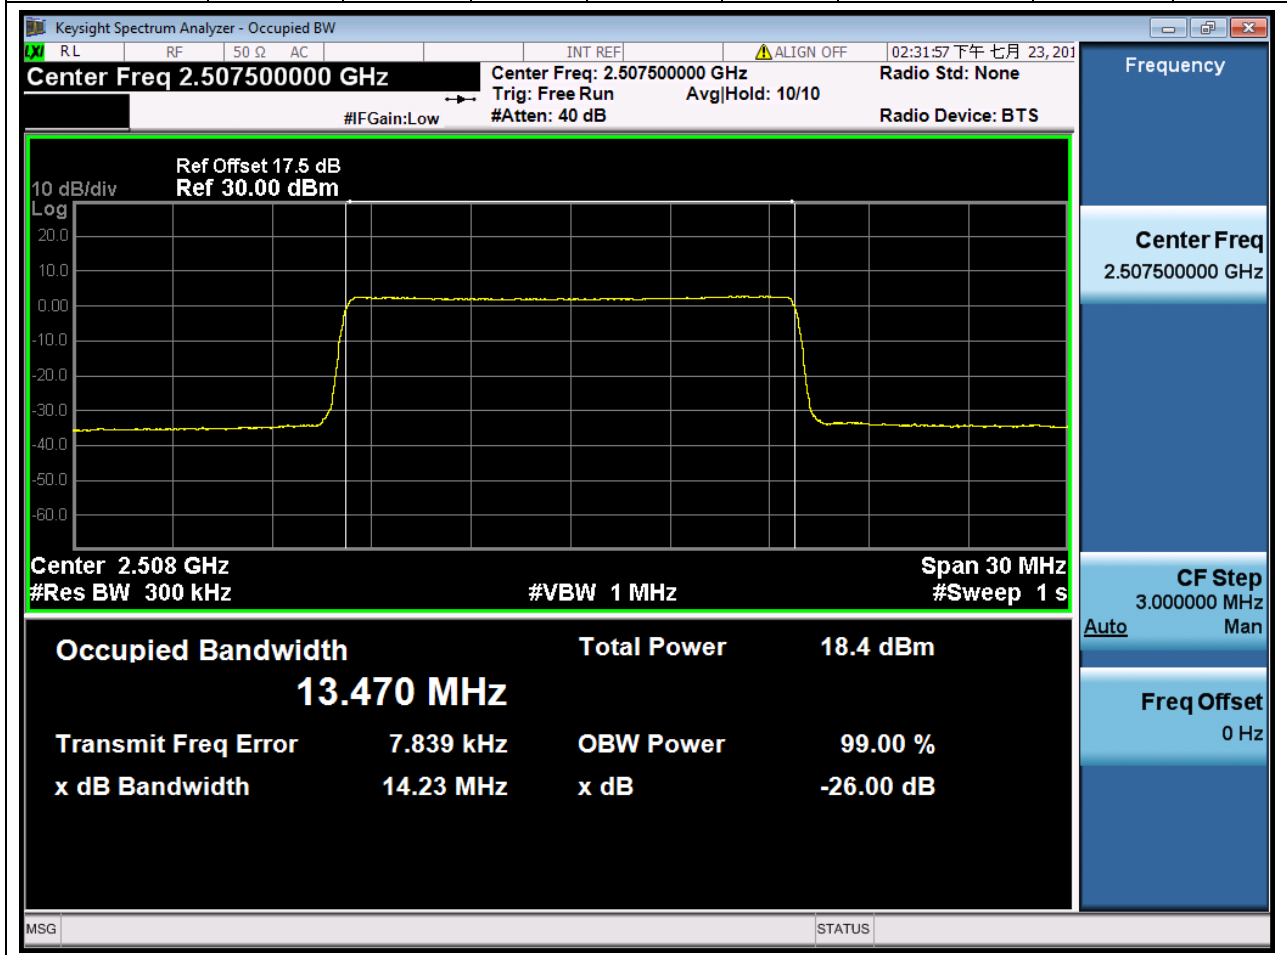 Keysight Spectrum Analyzer - Occupied BW
LXI RL RF 50 Ω AC INT REF ALIGN OFF 02:31:57 下午 七月 23, 201
Center Freq 2.507500000 GHz
Center Freq: 2.507500000 GHz Radio Std: None
Trig: Free Run Avg|Hold: 10/10
#IFGain:Low #Atten: 40 dB Radio Device: BTS
Ref Offset 17.5 dB
10 dB/div Ref 30.00 dBm
Log
20.0
10.0
0.00
-10.0
-20.0
-30.0
-40.0
-50.0
-60.0
Center 2.508 GHz Span 30 MHz
#Res BW 300 kHz #VBW 1 MHz #Sweep 1 s
Occupied Bandwidth Total Power 18.4 dBm
13.470 MHz
Transmit Freq Error 7.839 kHz OBW Power 99.00 %
x dB Bandwidth 14.23 MHz x dB -26.00 dB
Frequency
Center Freq
2.507500000 GHz
CF Step
3.000000 MHz
Auto Man
Freq Offset
0 Hz
MSG STATUS